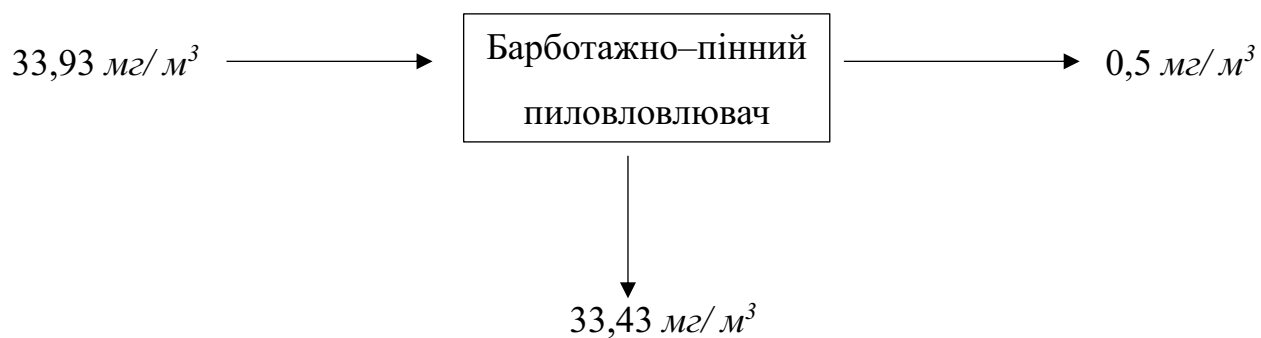 33,93 мг/ м³
Барботажно–пінний
пиловловлювач
0,5 мг/ м³
33,43 мг/ м³